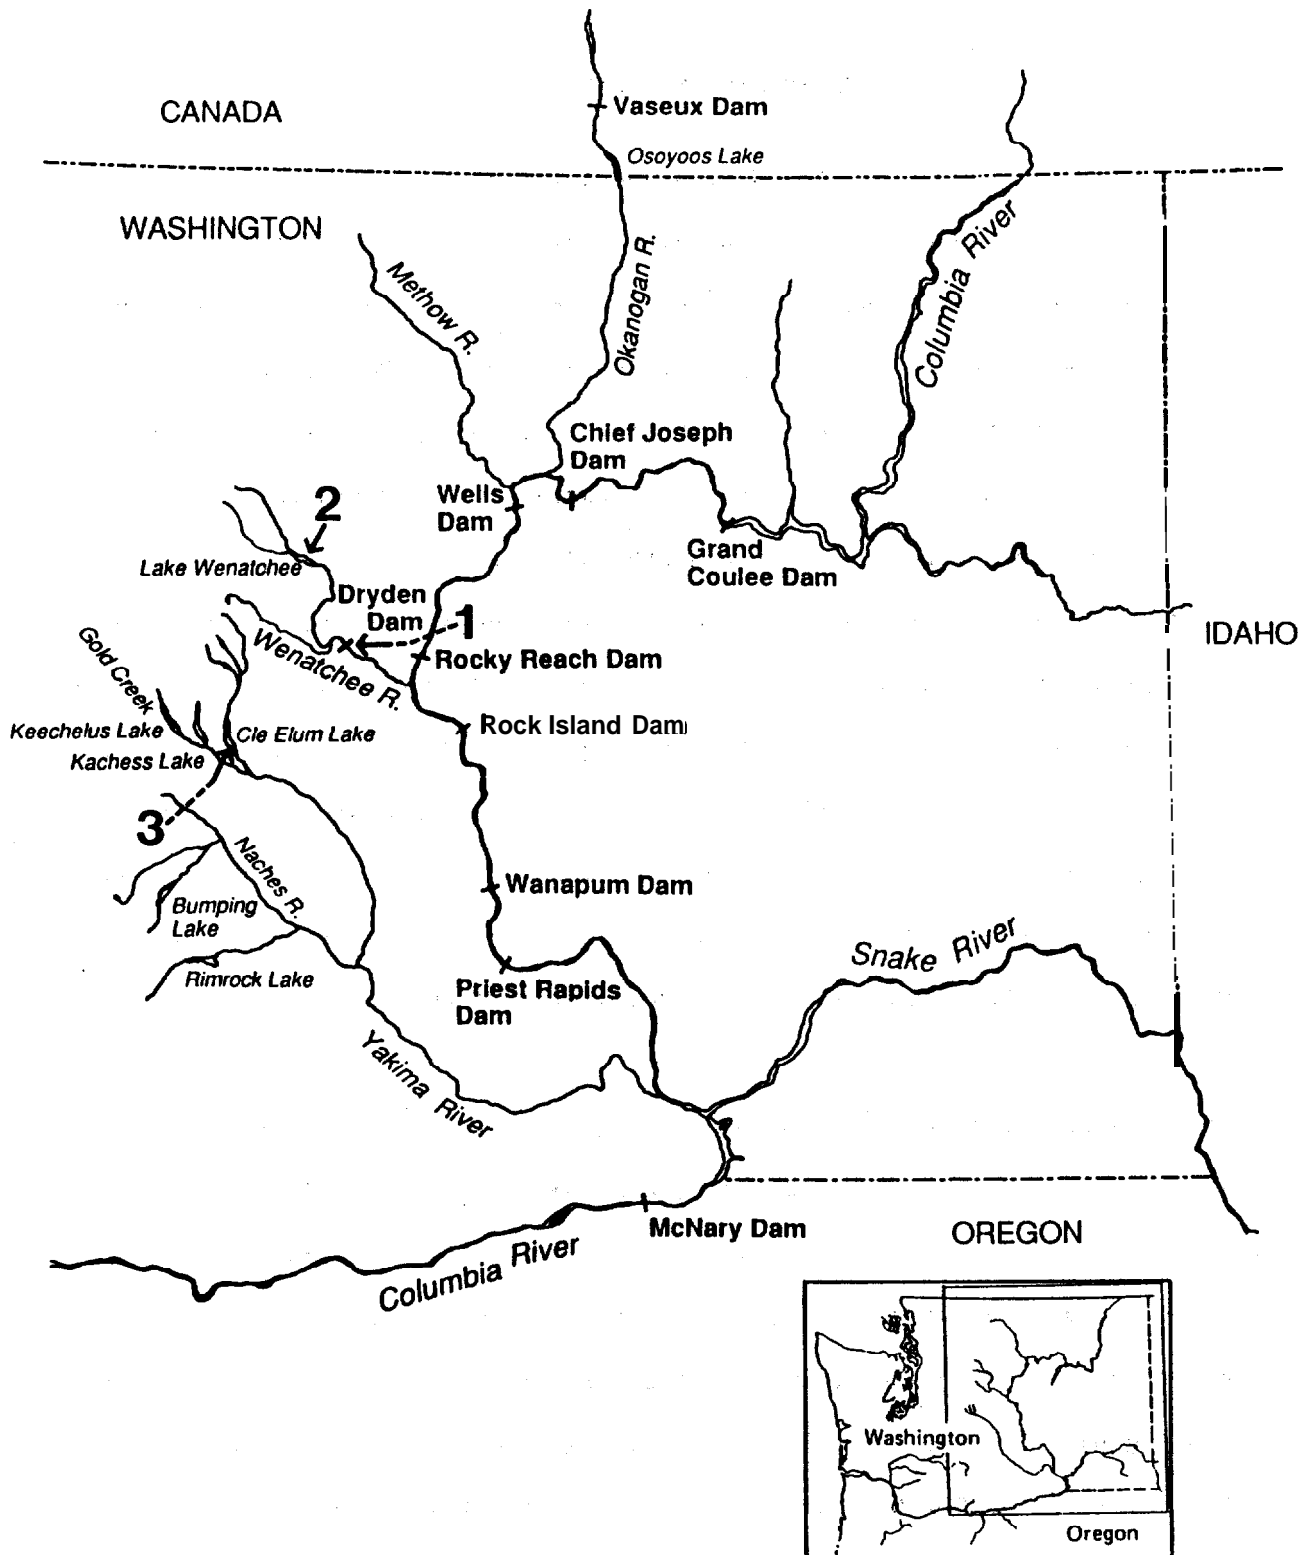 CANADA
Vaseux Dam
Osoyoos Lake
WASHINGTON
Columbia River
Methow R.
Okanogan R.
Chief Joseph
Dam
Wells
Dam
2
Grand
Coulee Dam
Lake Wenatchee
Dryden
Dam
1
IDAHO
Gold Creek
Wenatchee R.
Rocky Reach Dam
Keechelus Lake
Cle Elum Lake
Rock Island Dam
Kachess Lake
3
Naches R.
Wanapum Dam
Bumping
Lake
Snake River
Rimrock Lake
Priest Rapids
Dam
Yakima River
McNary Dam
OREGON
Columbia River
Washington
Oregon